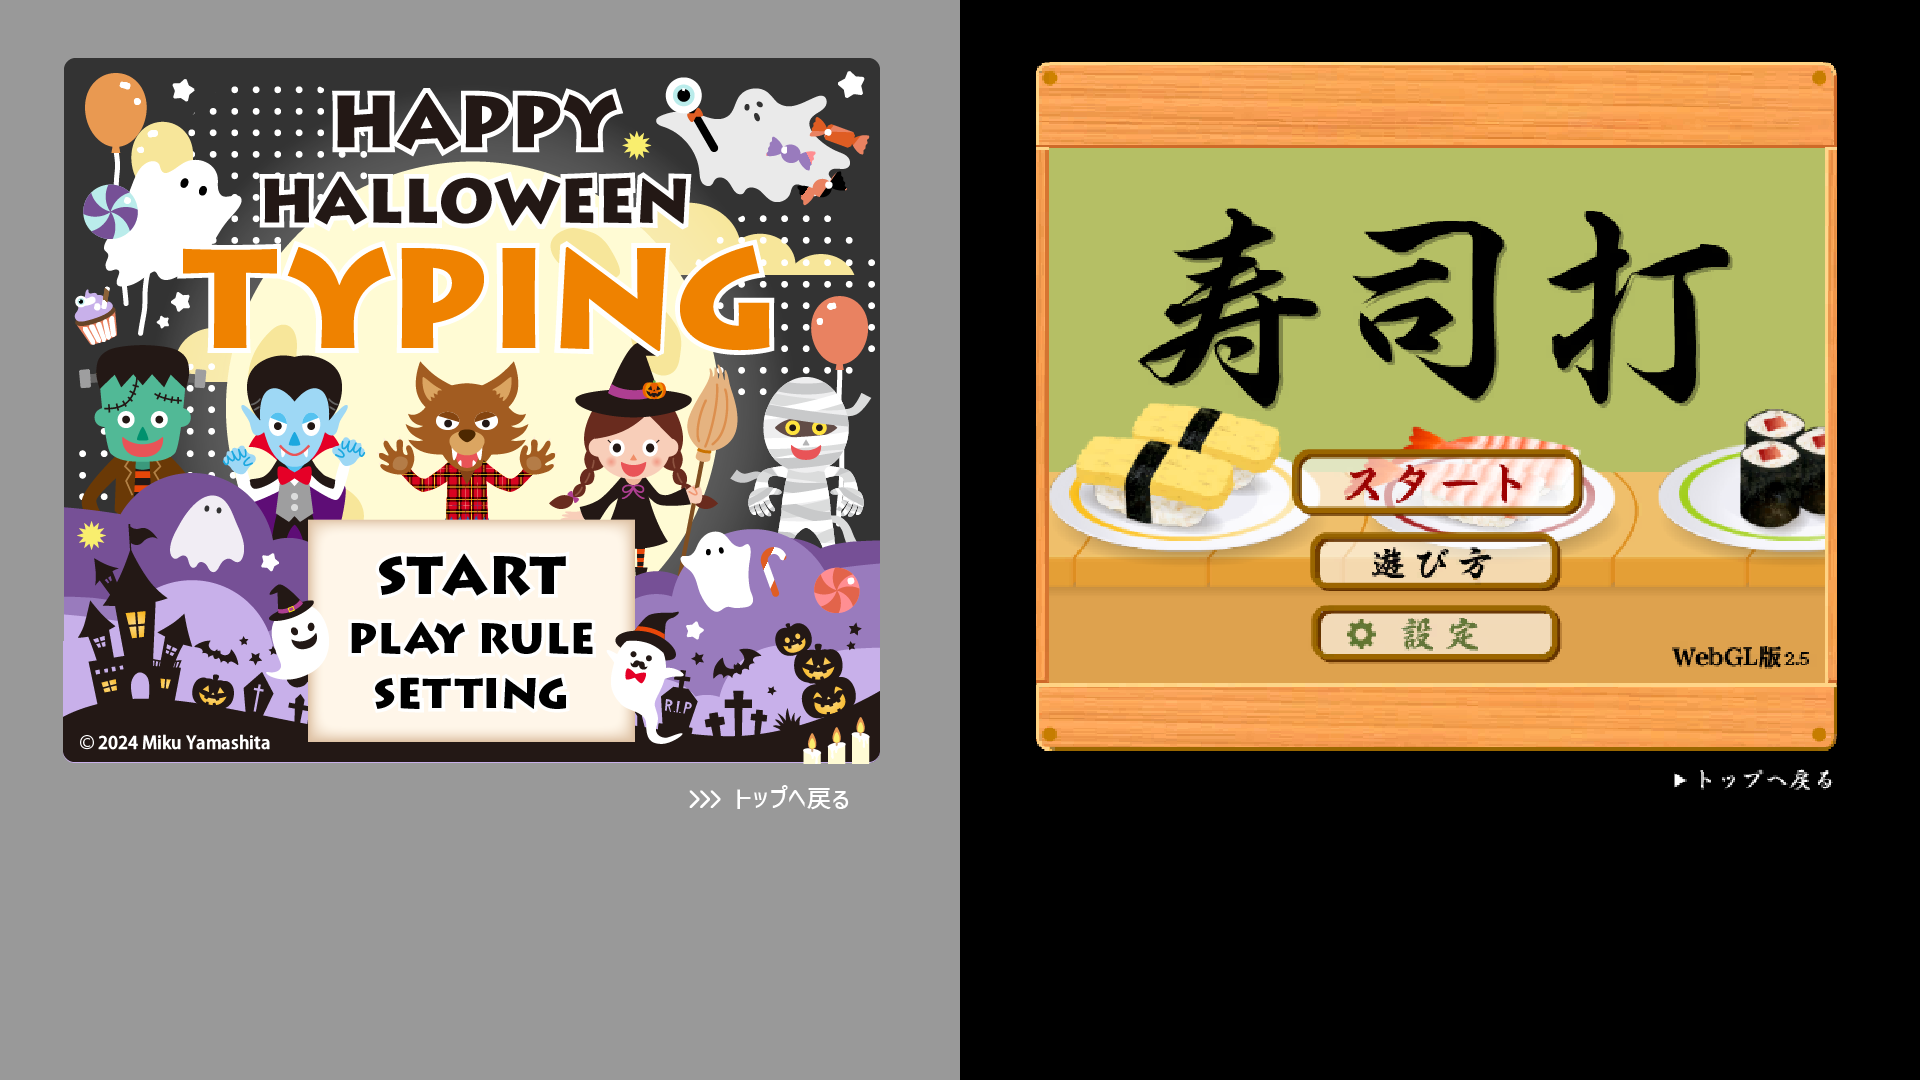 HAPPY
HALLOWEEN
TYPING
START
PLAY RULE
SETTING
R.I.P
© 2024 Miku Yamashita
>>> トップへ戻る
寿司打
スタート
遊び方
設定
WebGL版 2.5
▶トップへ戻る